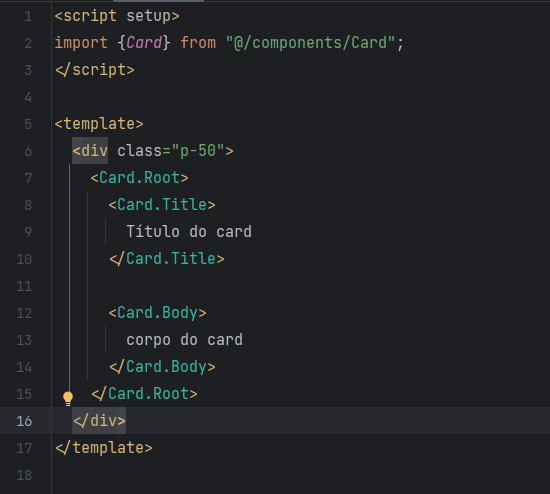 1 <script setup>
2 import {Card} from "@/components/Card";
3 </script>
4
5 <template>
6 <div class="p-50">
7 <Card.Root>
8 <Card.Title>
9 Titulo do card
10 </Card.Title>
11
12 <Card.Body>
13 corpo do card
14 </Card.Body>
15 </Card.Root>
16 </div>
17 </template>
18